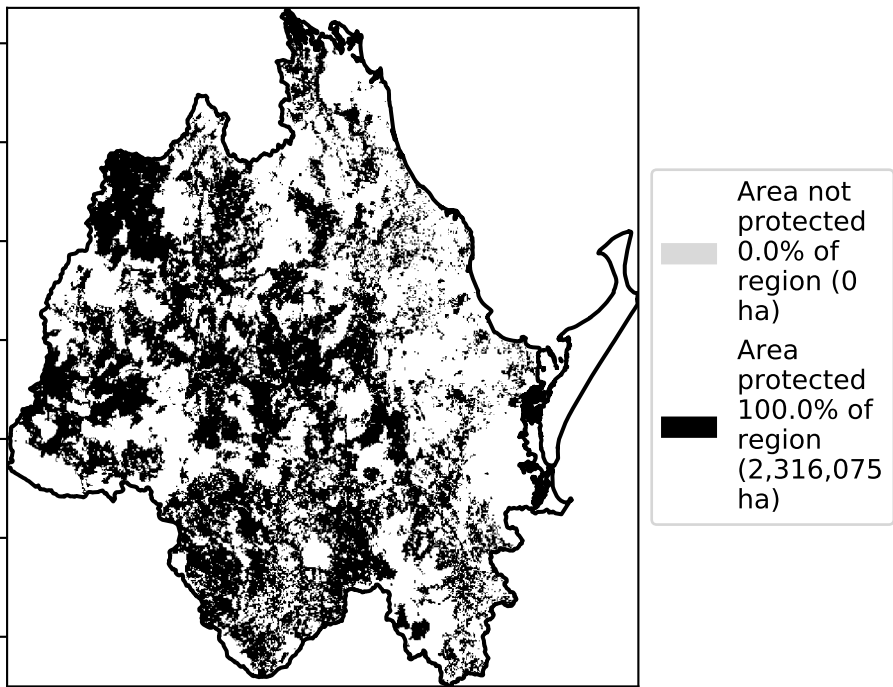 Area not
protected
0.0% of
region (0
ha)
Area
protected
100.0% of
region
(2,316,075
ha)